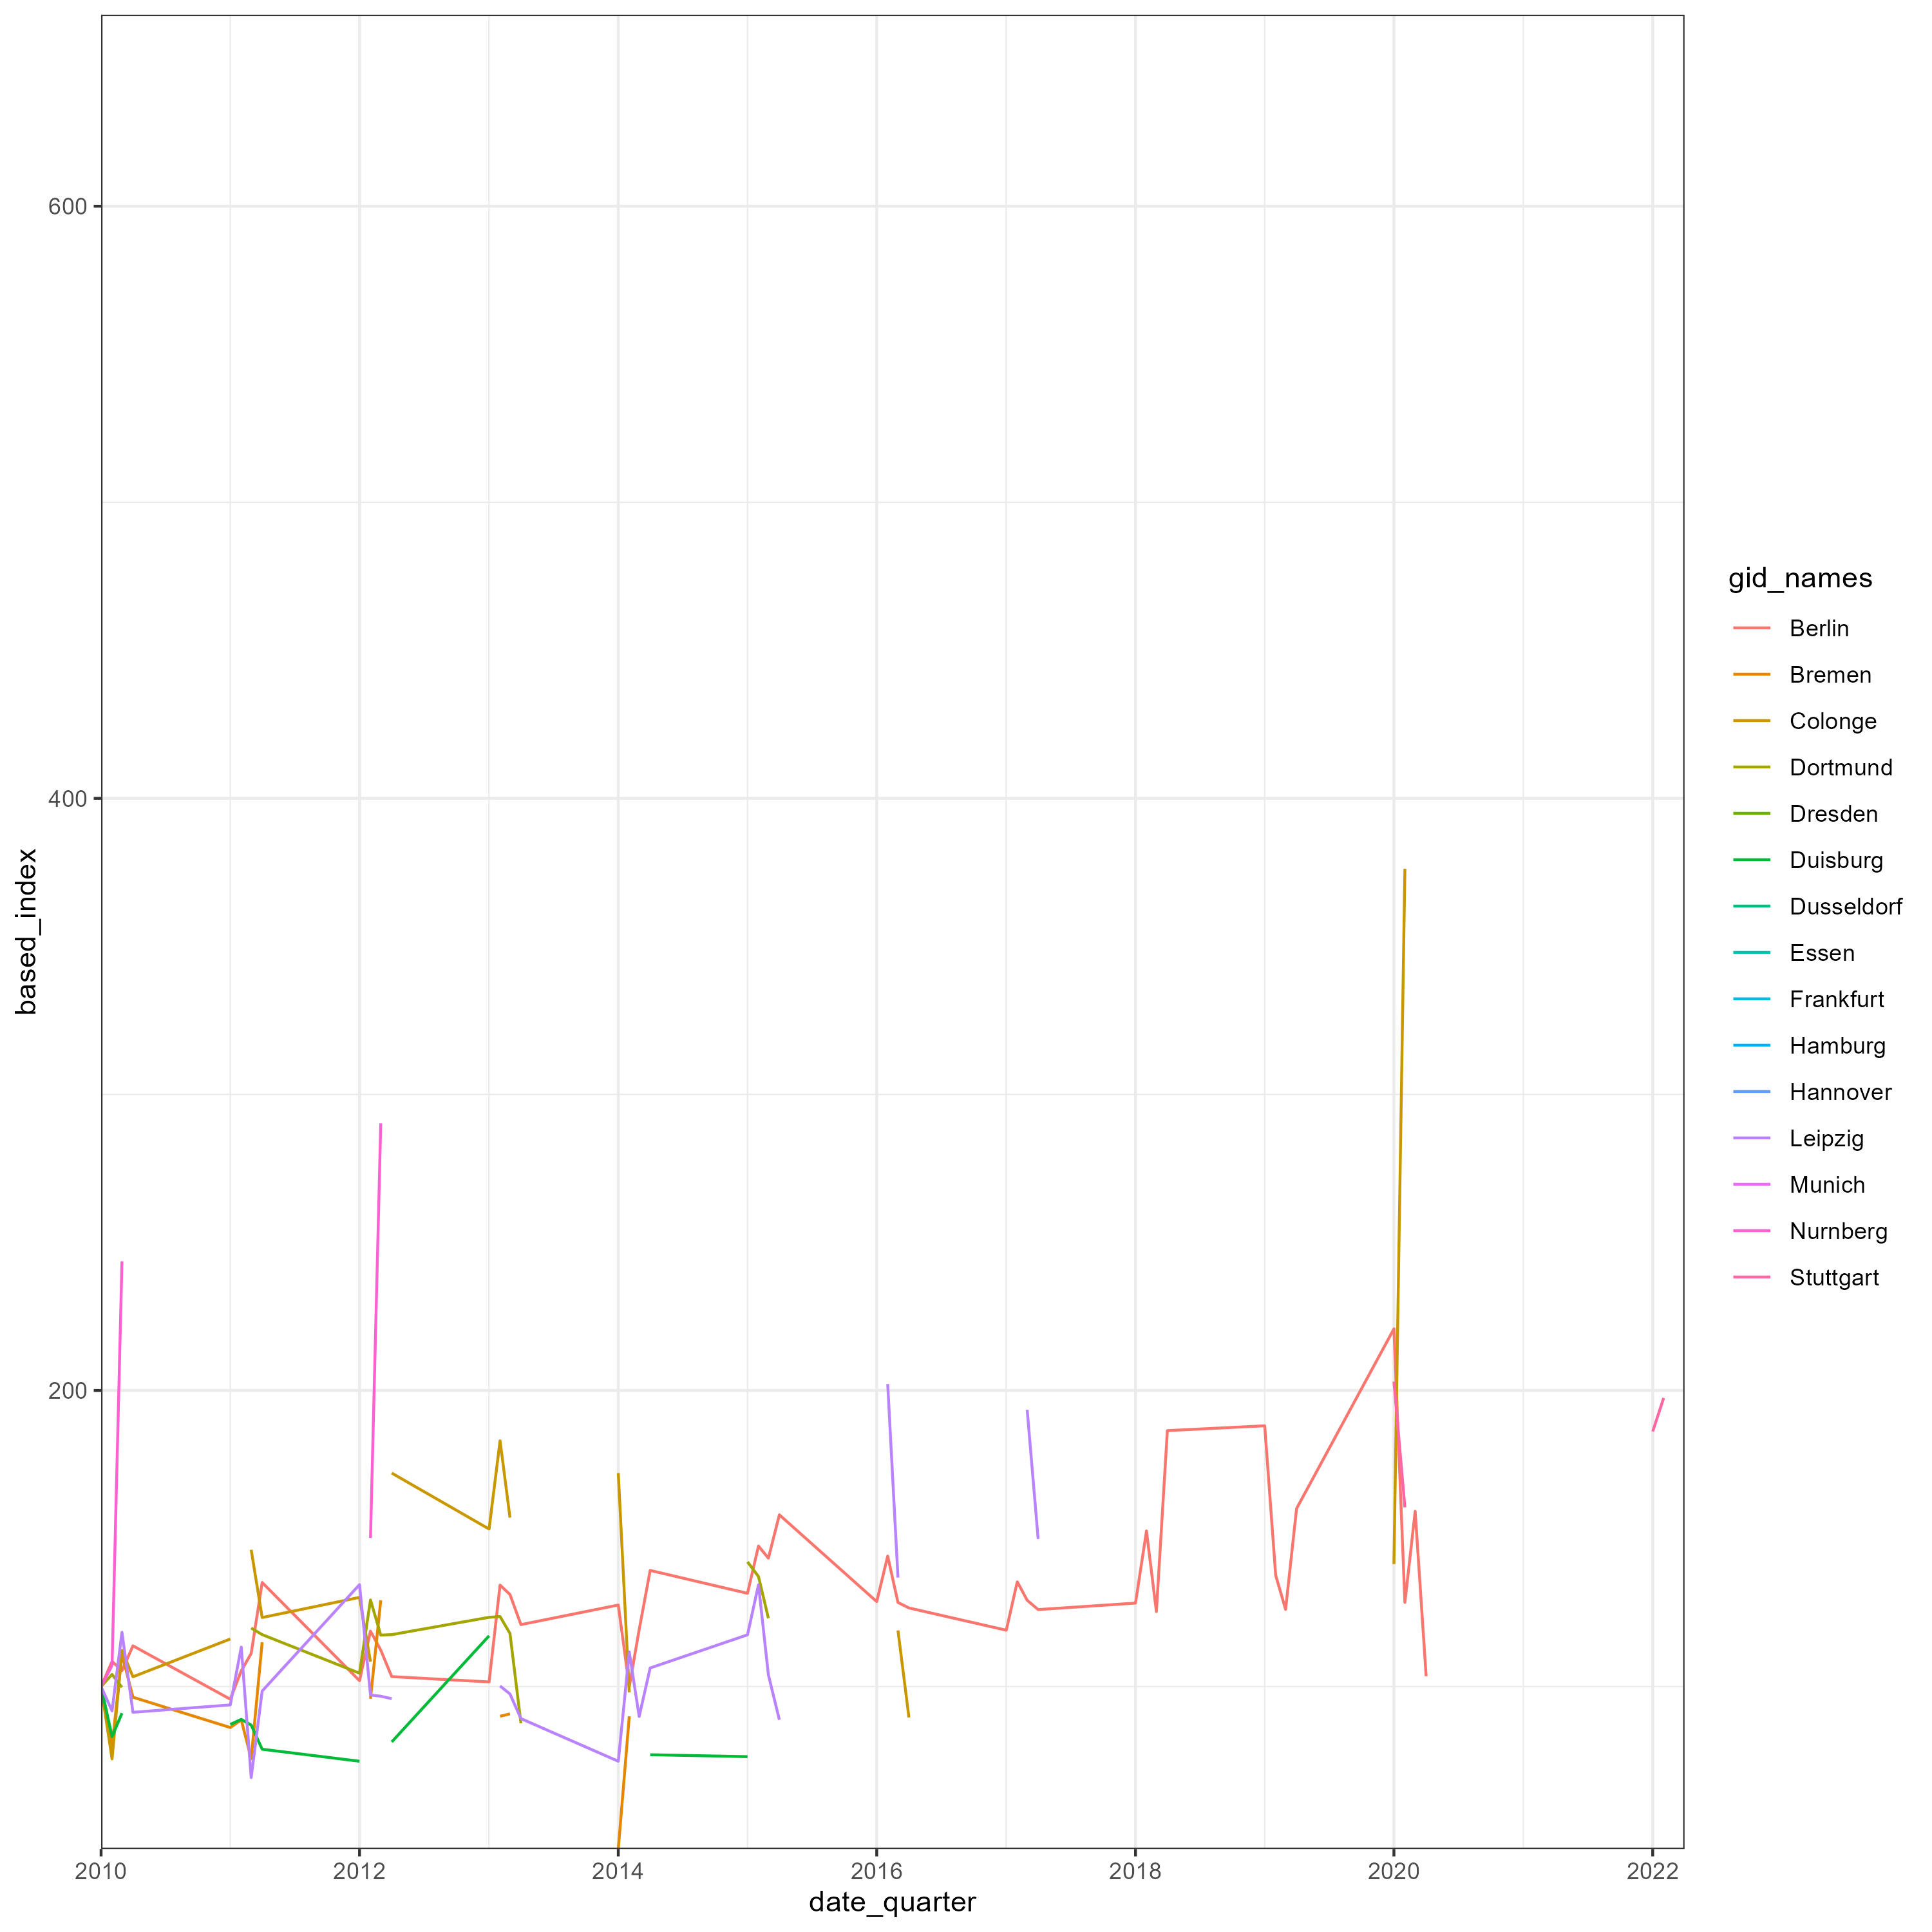 600
400
200
based_index
2010
2012
2014
2016
2018
2020
2022
date_quarter
gid_names
Berlin
Bremen
Colonge
Dortmund
Dresden
Duisburg
Dusseldorf
Essen
Frankfurt
Hamburg
Hannover
Leipzig
Munich
Nurnberg
Stuttgart